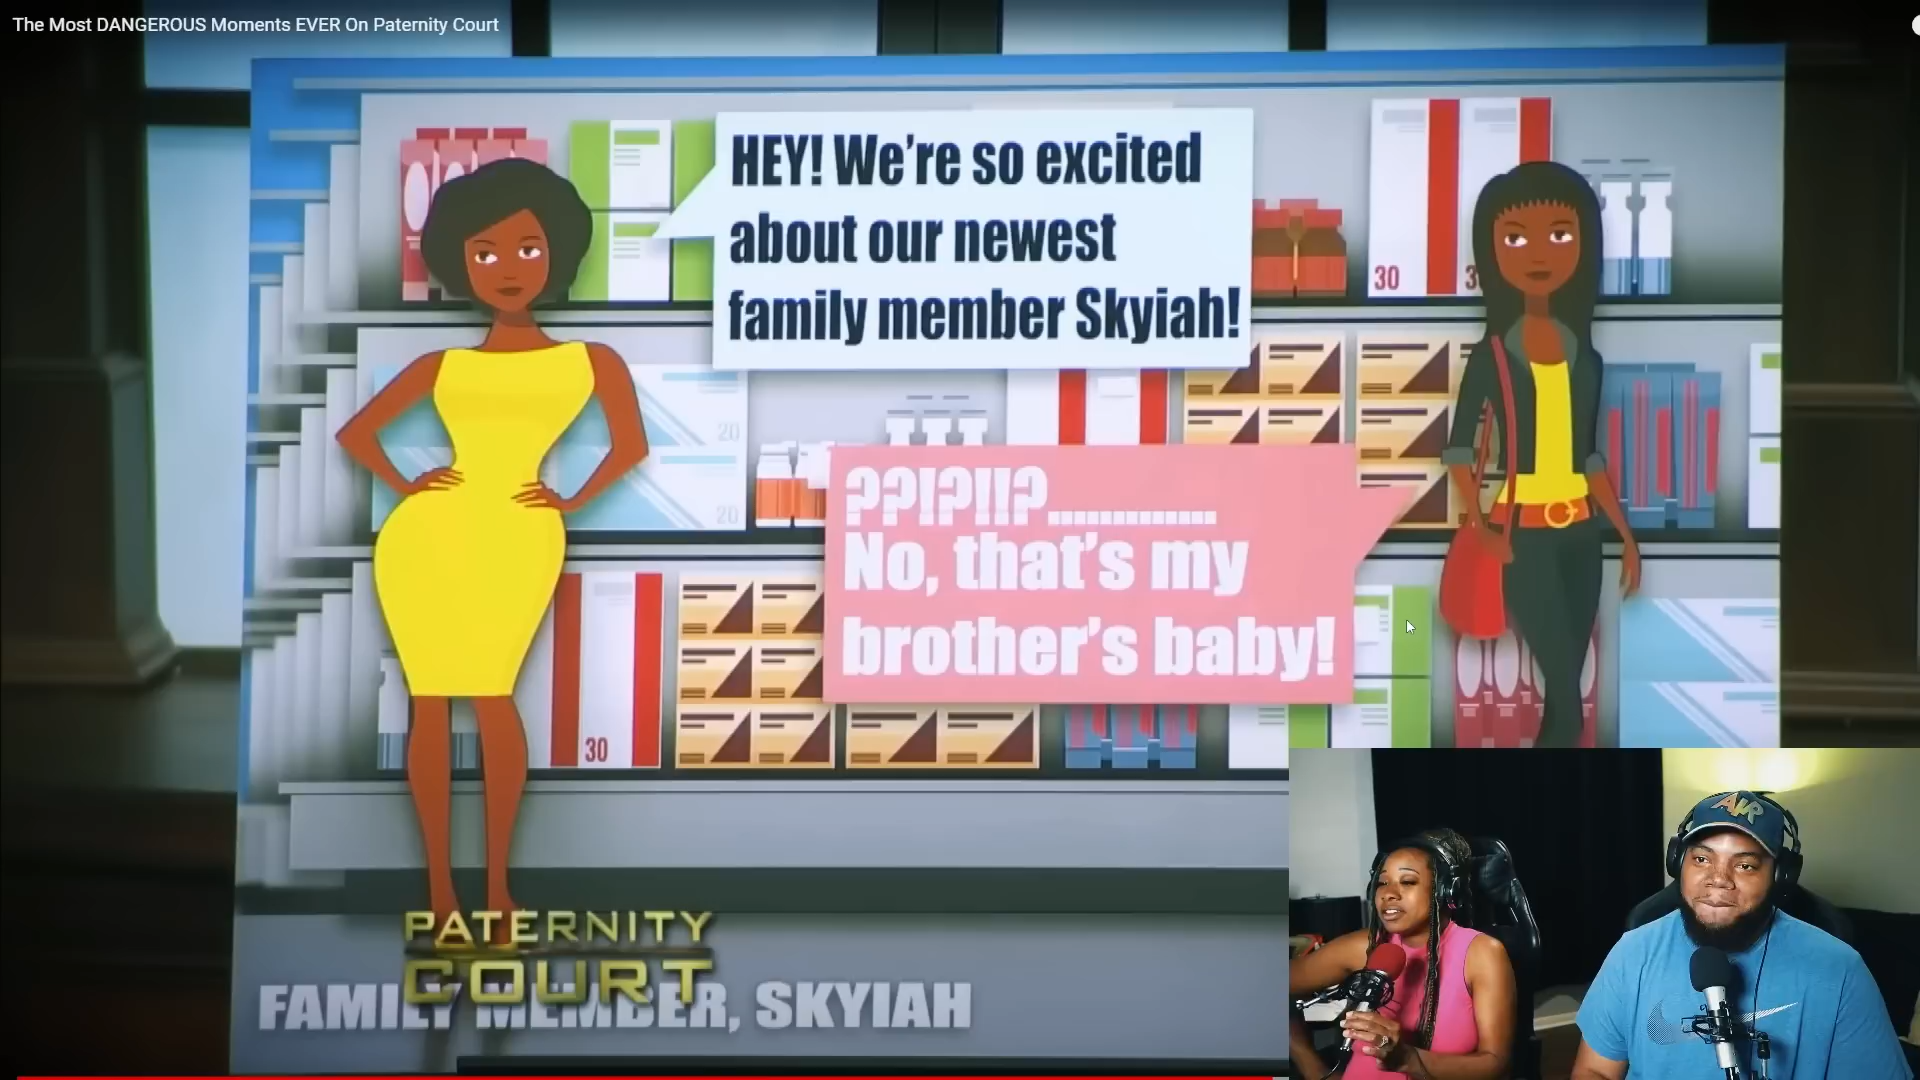 The Most DANGEROUS Moments EVER On Paternity Court
HEY! We're so excited
about our newest
family member Skyiah!
30
20
20
??!?!!?.............
No, that's my
brother's baby!
30
AIR
PATERNITY
COURT
FAMILY MEMBER, SKYIAH